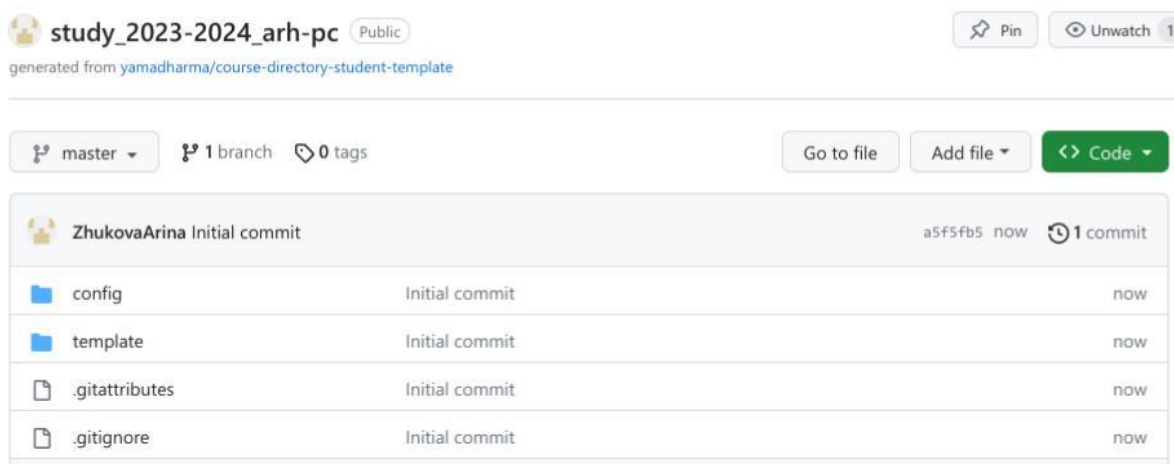 study_2023-2024_arh-pc Public Pin Unwatch 1
generated from yamadharma/course-directory-student-template
master 1 branch 0 tags Go to file Add file Code
ZhukovaArina Initial commit a5f5fb5 now 1 commit
config Initial commit now
template Initial commit now
.gitattributes Initial commit now
.gitignore Initial commit now